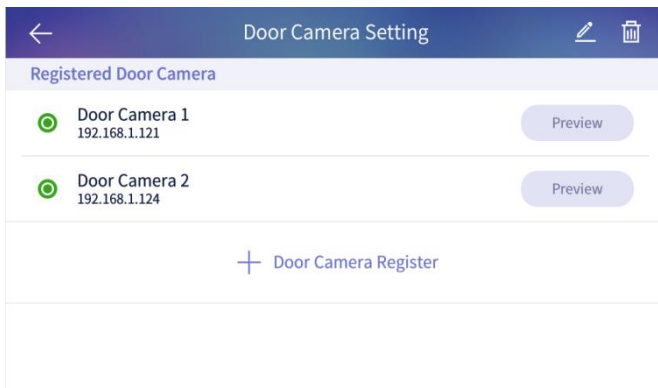 Door Camera Setting
Registered Door Camera
Door Camera 1
192.168.1.121
Preview
Door Camera 2
192.168.1.124
Preview
Door Camera Register